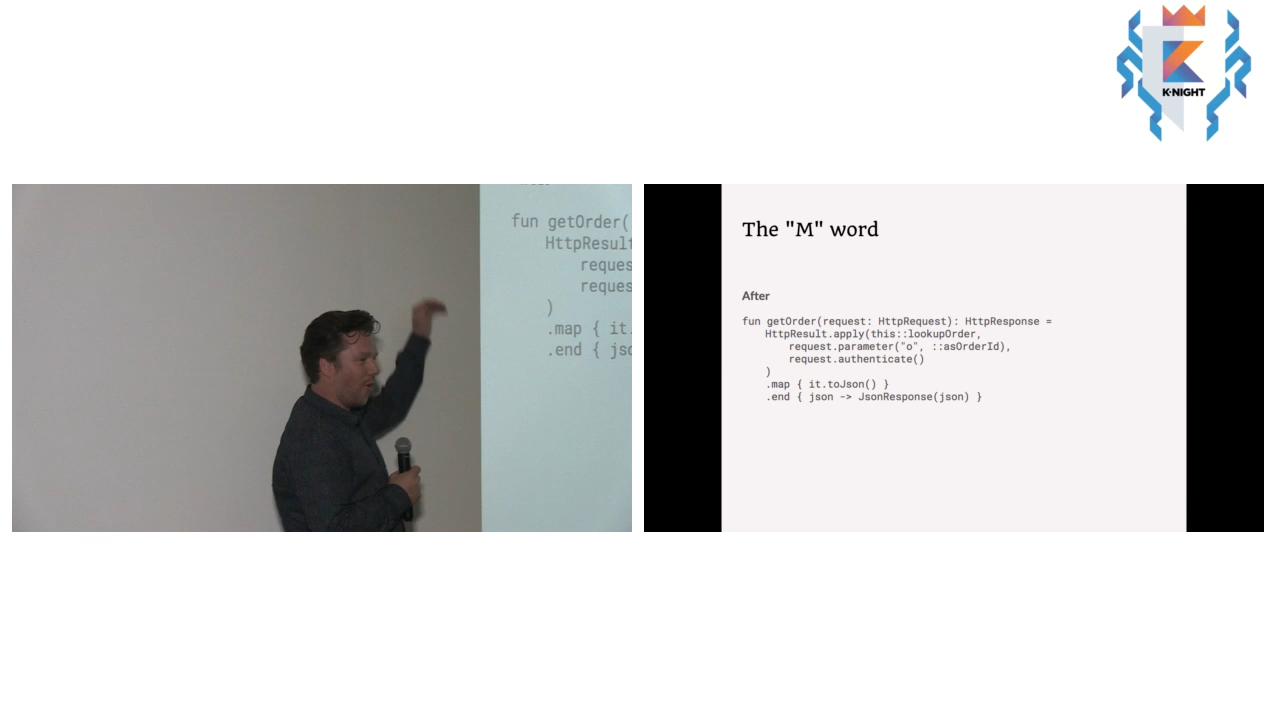 K·NIGHT
fun getOrder(
HttpResult
reques
reques
)
.map { it.
.end { jso
The "M" word
After
fun getOrder(request: HttpRequest): HttpResponse =
HttpResult.apply(this::lookupOrder,
request.parameter("o", ::asOrderId),
request.authenticate()
)
.map { it.toJson() }
.end { json -> JsonResponse(json) }